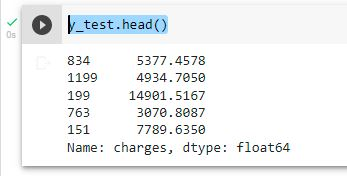 y_test.head()
0s
834 5377.4578
1199 4934.7050
199 14901.5167
763 3070.8087
151 7789.6350
Name: charges, dtype: float64